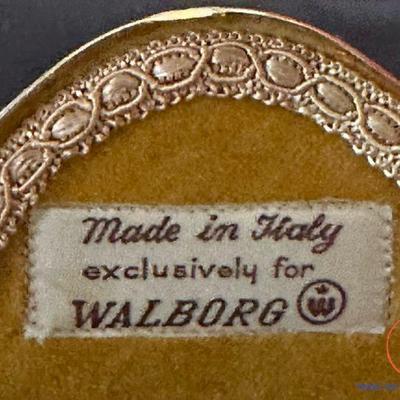 Made in Italy
exclusively for
WALBORG W